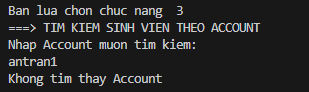 Ban lua chon chuc nang  3
===> TIM KIEM SINH VIEN THEO ACCOUNT
Nhap Account muon tim kiem:
antran1
Khong tim thay Account